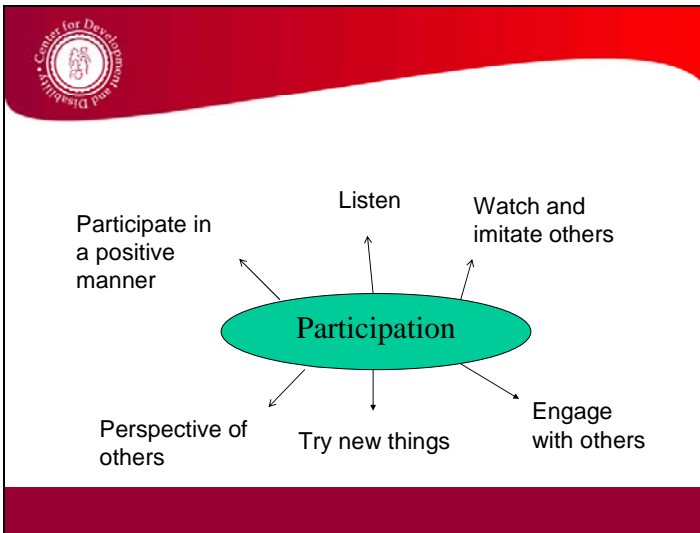 Center for Development and Disability
Listen
Participate in
a positive
manner
Watch and
imitate others
Participation
Perspective of
others
Try new things
Engage
with others